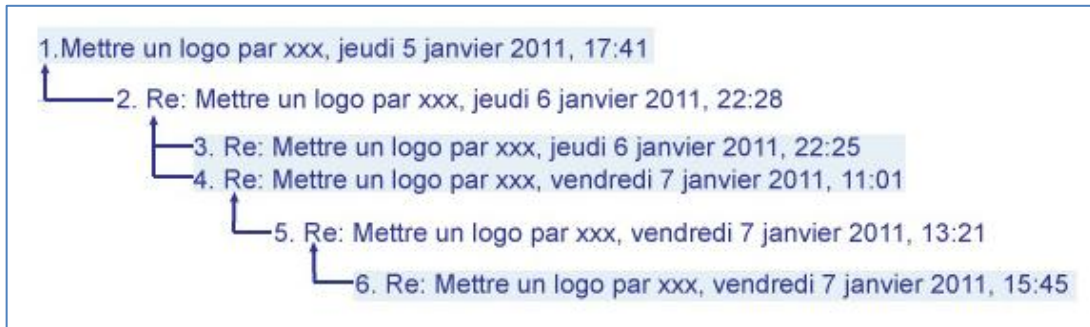 1.Mettre un logo par xxx, jeudi 5 janvier 2011, 17:41
2. Re: Mettre un logo par xxx, jeudi 6 janvier 2011, 22:28
3. Re: Mettre un logo par xxx, jeudi 6 janvier 2011, 22:25
4. Re: Mettre un logo par xxx, vendredi 7 janvier 2011, 11:01
5. Re: Mettre un logo par xxx, vendredi 7 janvier 2011, 13:21
6. Re: Mettre un logo par xxx, vendredi 7 janvier 2011, 15:45